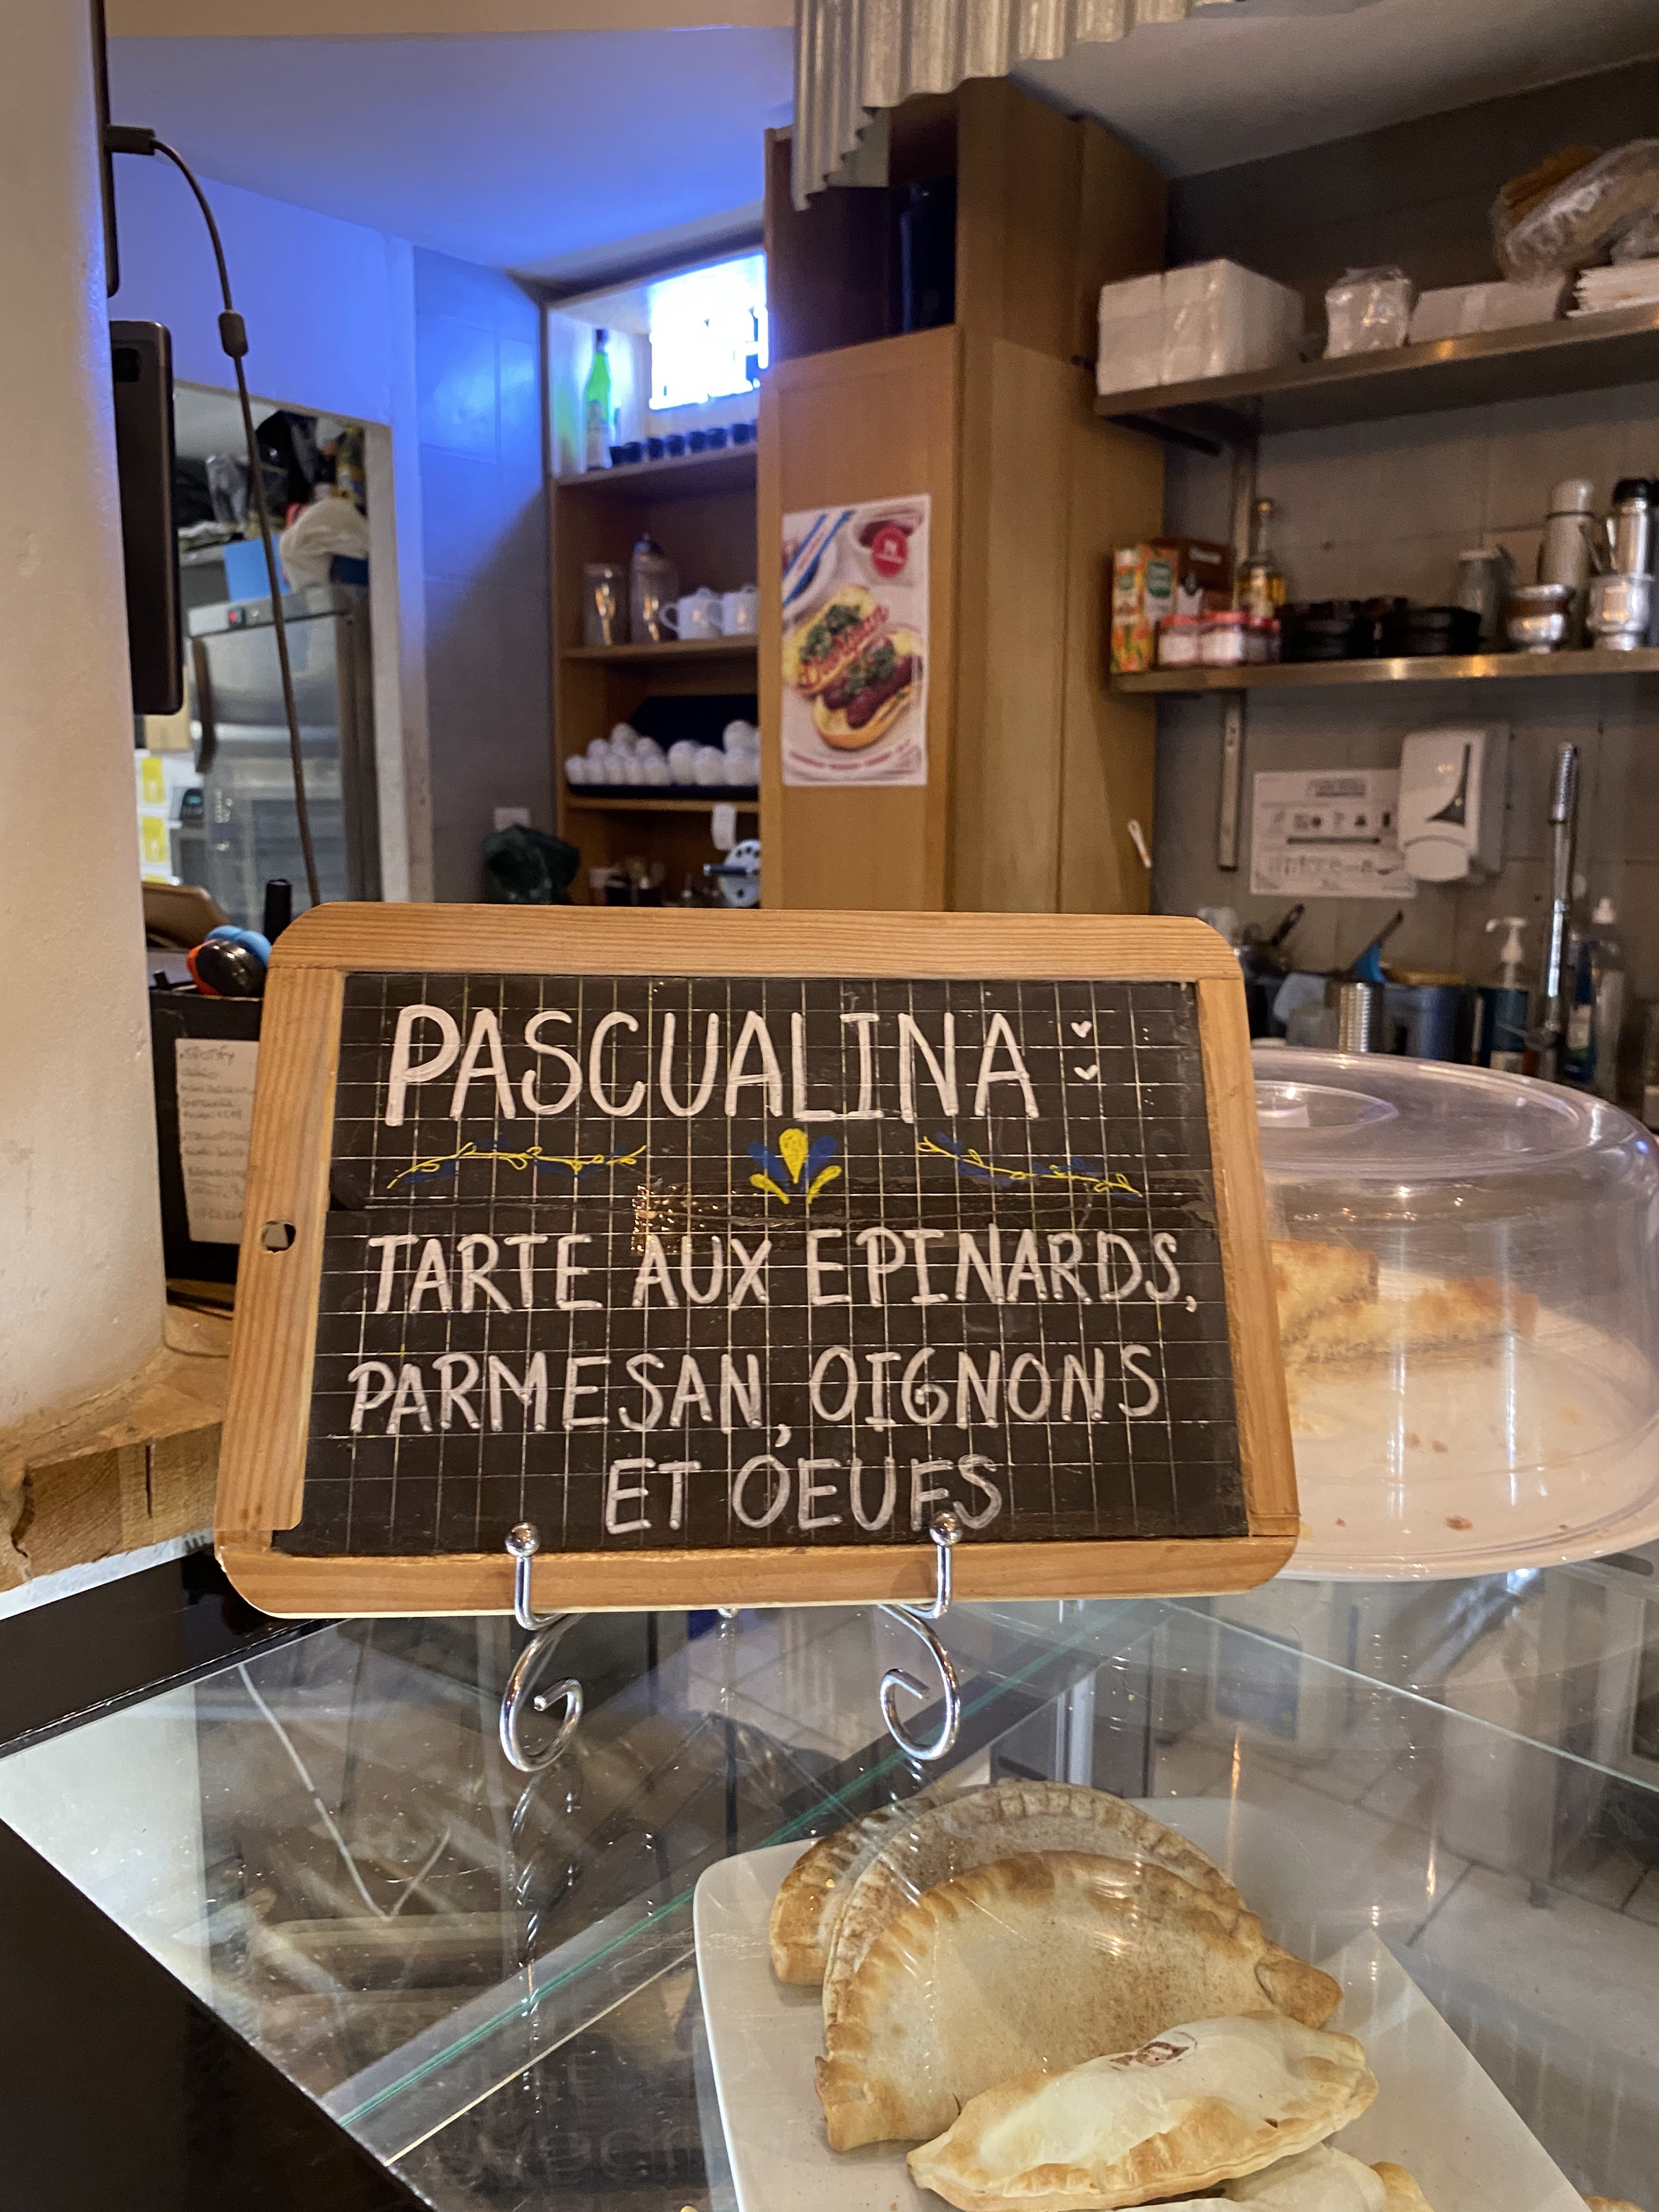 PASCUALINA :
TARTE AUX EPINARDS,
PARMESAN, OIGNONS
ET OEUFS